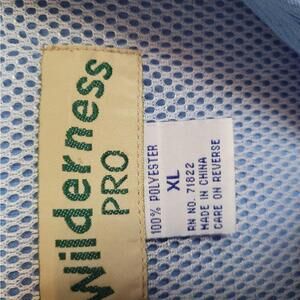 Wilderness
PRO
100% POLYESTER
XL
RN NO. 71822
MADE IN CHINA
CARE ON REVERSE